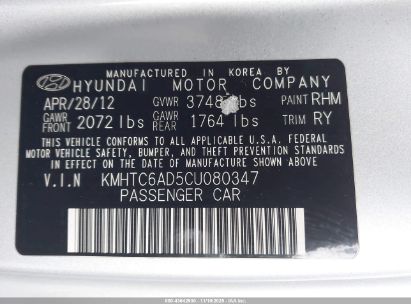 MANUFACTURED IN KOREA BY
HYUNDAI MOTOR COMPANY
APR/28/12 GVWR 3748 lbs PAINT RHM
GAWR FRONT 2072 lbs GAWR REAR 1764 lbs TRIM RY
THIS VEHICLE CONFORMS TO ALL APPLICABLE U.S.A. FEDERAL
MOTOR VEHICLE SAFETY, BUMPER, AND THEFT PREVENTION STANDARDS
IN EFFECT ON THE DATE OF MANUFACTURE SHOWN ABOVE.
V.I.N KMHTC6AD5CU080347
PASSENGER CAR